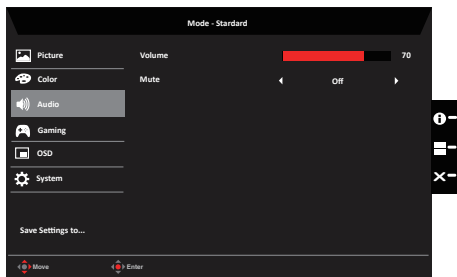 Mode - Stardard
Picture
Volume 70
Color
Mute Off
Audio
Gaming
OSD
System
Save Settings to...
Move Enter